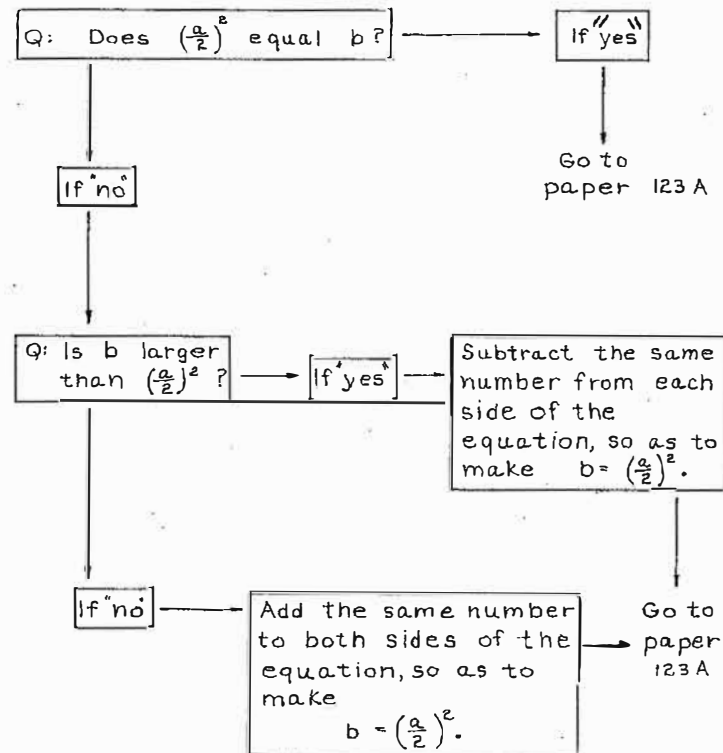 Q: Does (a/2)² equal b?
If "yes"
Go to
paper 123 A
If "no"
Q: Is b larger
than (a/2)² ?
If "yes"
Subtract the same
number from each
side of the
equation, so as to
make b= (a/2)².
If "no"
Add the same number
to both sides of the
equation, so as to
make
b = (a/2)².
Go to
paper
123 A